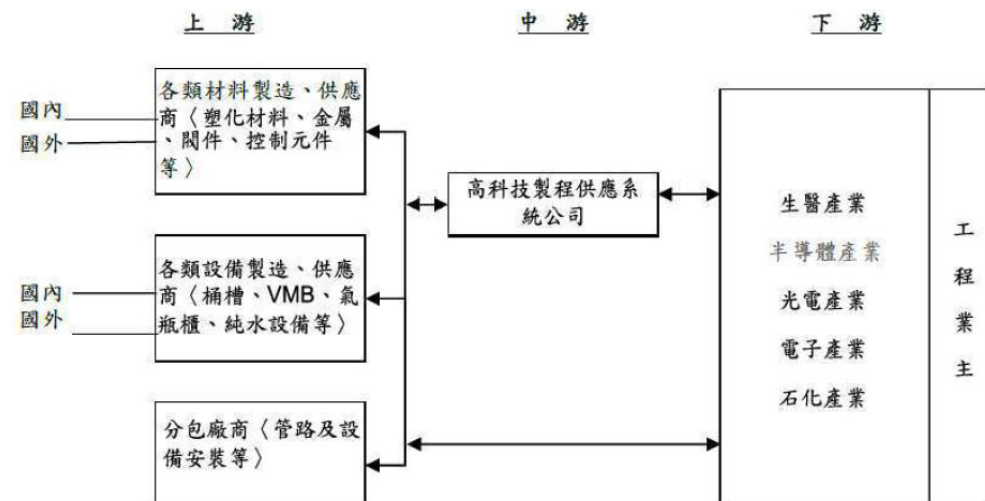 上 游
中 游
下 游
國內
國外
各類材料製造、供應
商〈塑化材料、金屬
、閥件、控制元件
等〉
高科技製程供應系
統公司
國內
國外
各類設備製造、供應
商〈桶槽、VMB、氣
瓶櫃、純水設備等〉
分包廠商〈管路及設
備安裝等〉
生醫產業
半導體產業
光電產業
電子產業
石化產業
工
程
業
主